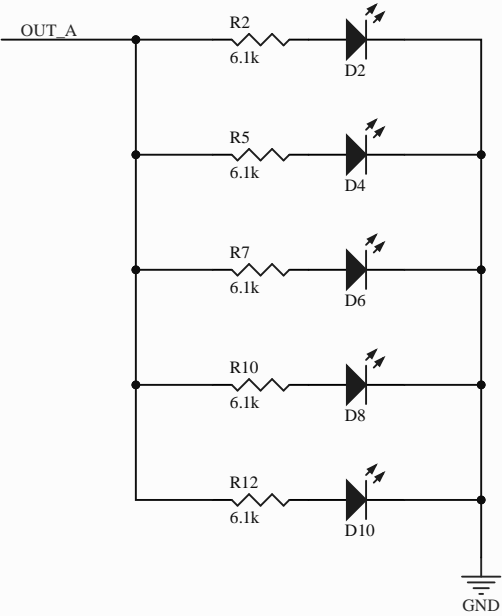 OUT_A
R2
6.1k
D2
R5
6.1k
D4
R7
6.1k
D6
R10
6.1k
D8
R12
6.1k
D10
GND